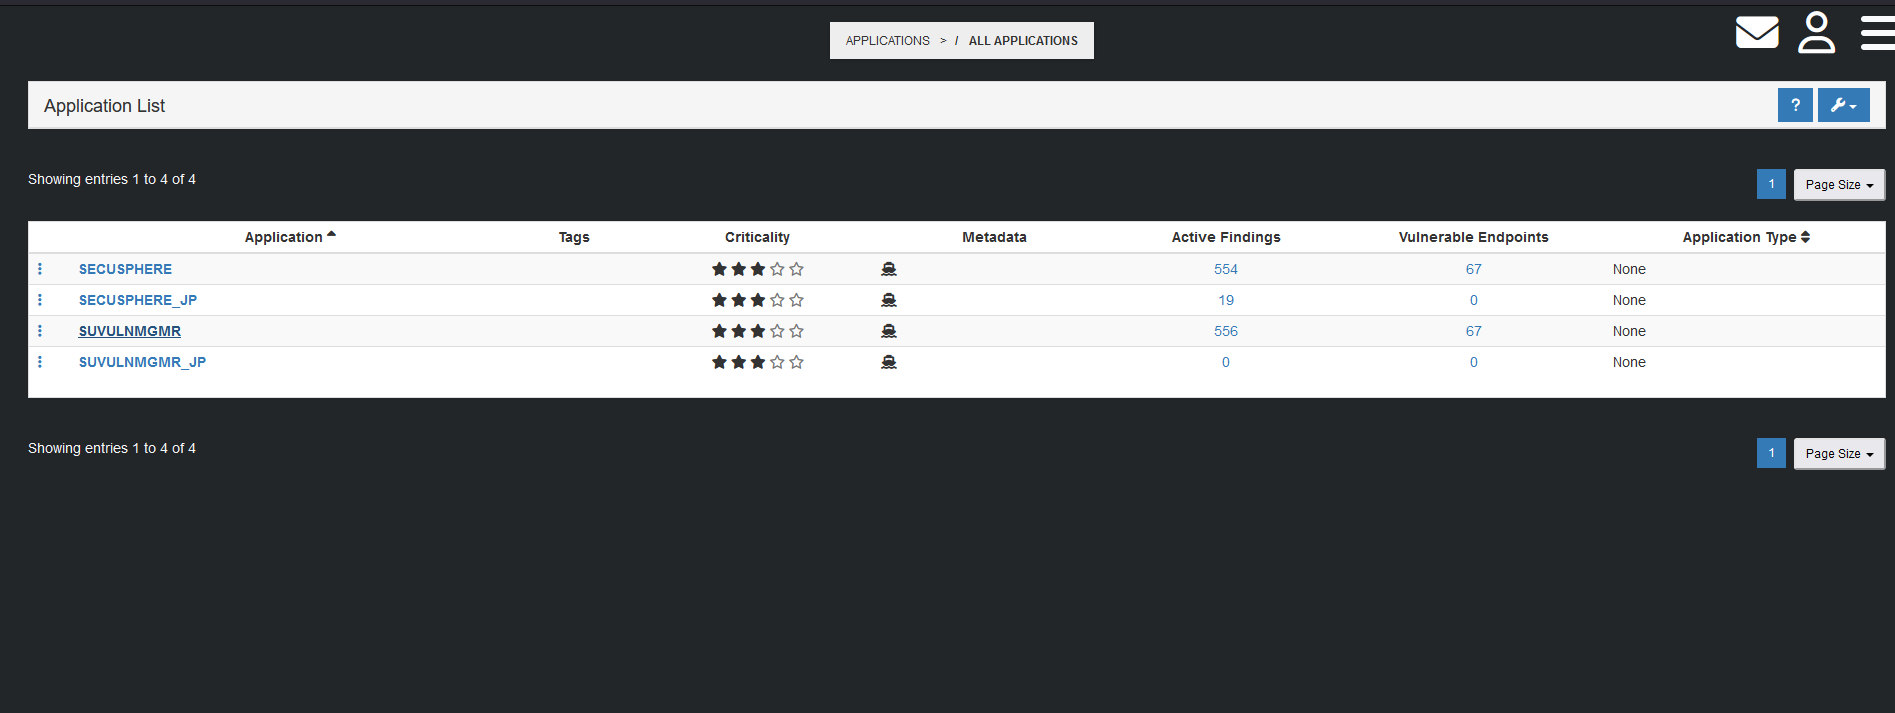 APPLICATIONS > / ALL APPLICATIONS
Application List
?
Showing entries 1 to 4 of 4
1 Page Size
Application Tags Criticality Metadata Active Findings Vulnerable Endpoints Application Type
SECUSPHERE 554 67 None
SECUSPHERE_JP 19 0 None
SUVULNMGMR 556 67 None
SUVULNMGMR_JP 0 0 None
Showing entries 1 to 4 of 4
1 Page Size